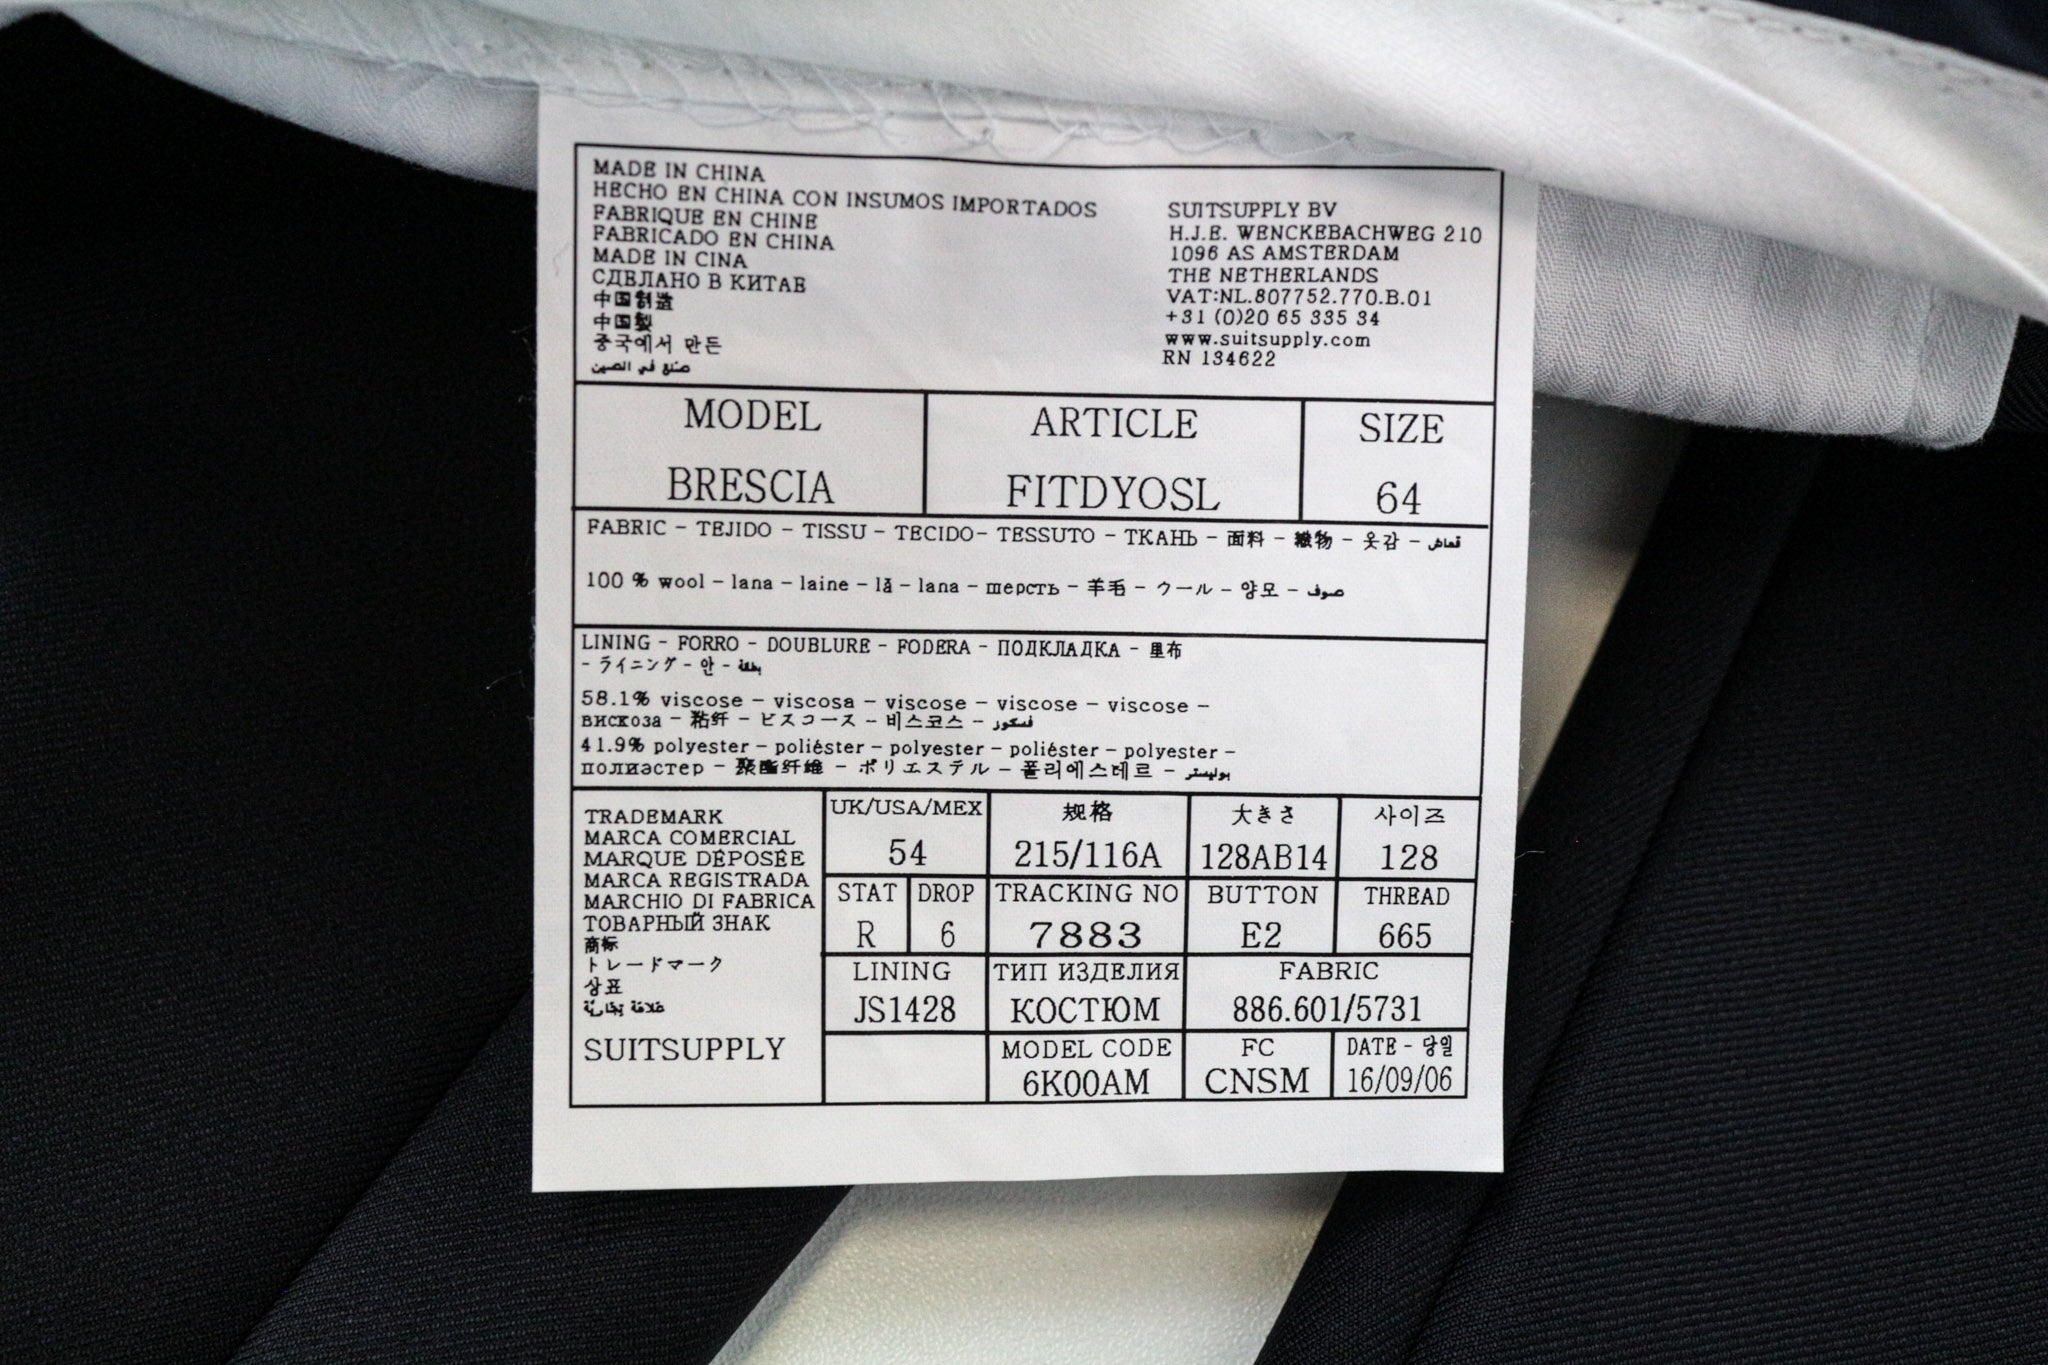 MADE IN CHINA
HECHO EN CHINA CON INSUMOS IMPORTADOS
FABRIQUE EN CHINE
FABRICADO EN CHINA
MADE IN CINA
СДЕЛАНО В КИТАЕ
中国制造
中国製
중국에서 만든
صنع في الصين
SUITSUPPLY BV
H.J.E. WENCKEBACHWEG 210
1096 AS AMSTERDAM
THE NETHERLANDS
VAT:NL.807752.770.B.01
+31 (0)20 65 335 34
www.suitsupply.com
RN 134622
MODEL
BRESCIA
ARTICLE
FITDYOSL
SIZE
64
FABRIC - TEJIDO - TISSU - TECIDO- TESSUTO - ТКАНЬ - 面料 - 織物 - 옷감 - قماش
100 % wool - lana - laine - lã - lana - шерсть - 羊毛 - ウール - 양모 - صوف
LINING - FORRO - DOUBLURE - FODERA - ПОДКЛАДКА - 里布
- ライニング - 안 - بطانة
58.1% viscose - viscosa - viscose - viscose - viscose -
вискоза - 粘纤 - ビスコース - 비스코스 - فسكوز
41.9% polyester - poliéster - polyester - poliéster - polyester -
полиэстер - 聚酯纤维 - ポリエステル - 폴리에스테르 - بوليستر
TRADEMARK
MARCA COMERCIAL
MARQUE DÉPOSÉE
MARCA REGISTRADA
MARCHIO DI FABRICA
ТОВАРНЫЙ ЗНАК
商标
トレードマーク
상표
علامة تجارية
SUITSUPPLY
UK/USA/MEX
54
规格
215/116A
大きさ
128AB14
사이즈
128
STAT
R
DROP
6
TRACKING NO
7883
BUTTON
E2
THREAD
665
LINING
JS1428
ТИП ИЗДЕЛИЯ
КОСТЮМ
FABRIC
886.601/5731
MODEL CODE
6K00AM
FC
CNSM
DATE - 당일
16/09/06